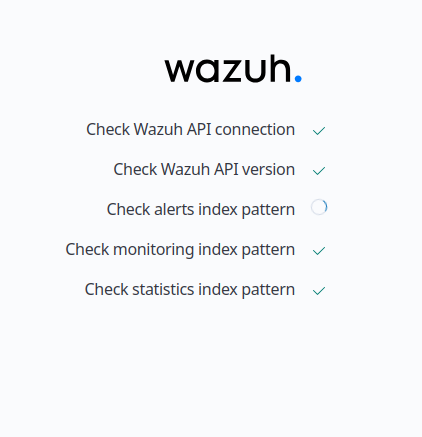 wazuh.
Check Wazuh API connection
Check Wazuh API version
Check alerts index pattern
Check monitoring index pattern
Check statistics index pattern